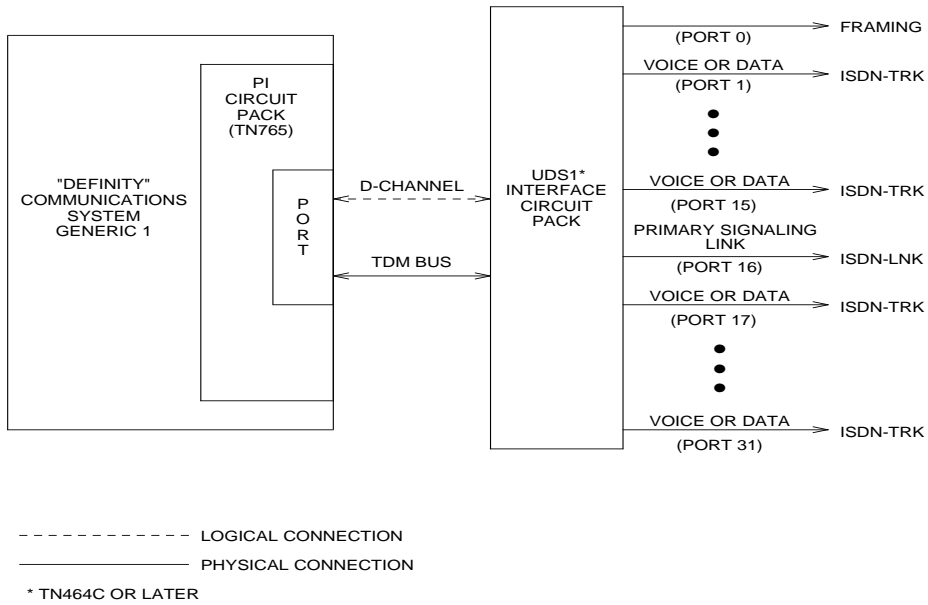 "DEFINITY"
COMMUNICATIONS
SYSTEM
GENERIC 1
PI
CIRCUIT
PACK
(TN765)
P
O
R
T
D-CHANNEL
TDM BUS
UDS1*
INTERFACE
CIRCUIT
PACK
(PORT 0)
FRAMING
VOICE OR DATA
(PORT 1)
ISDN-TRK
VOICE OR DATA
(PORT 15)
ISDN-TRK
PRIMARY SIGNALING
LINK
(PORT 16)
ISDN-LNK
VOICE OR DATA
(PORT 17)
ISDN-TRK
VOICE OR DATA
(PORT 31)
ISDN-TRK
LOGICAL CONNECTION
PHYSICAL CONNECTION
* TN464C OR LATER